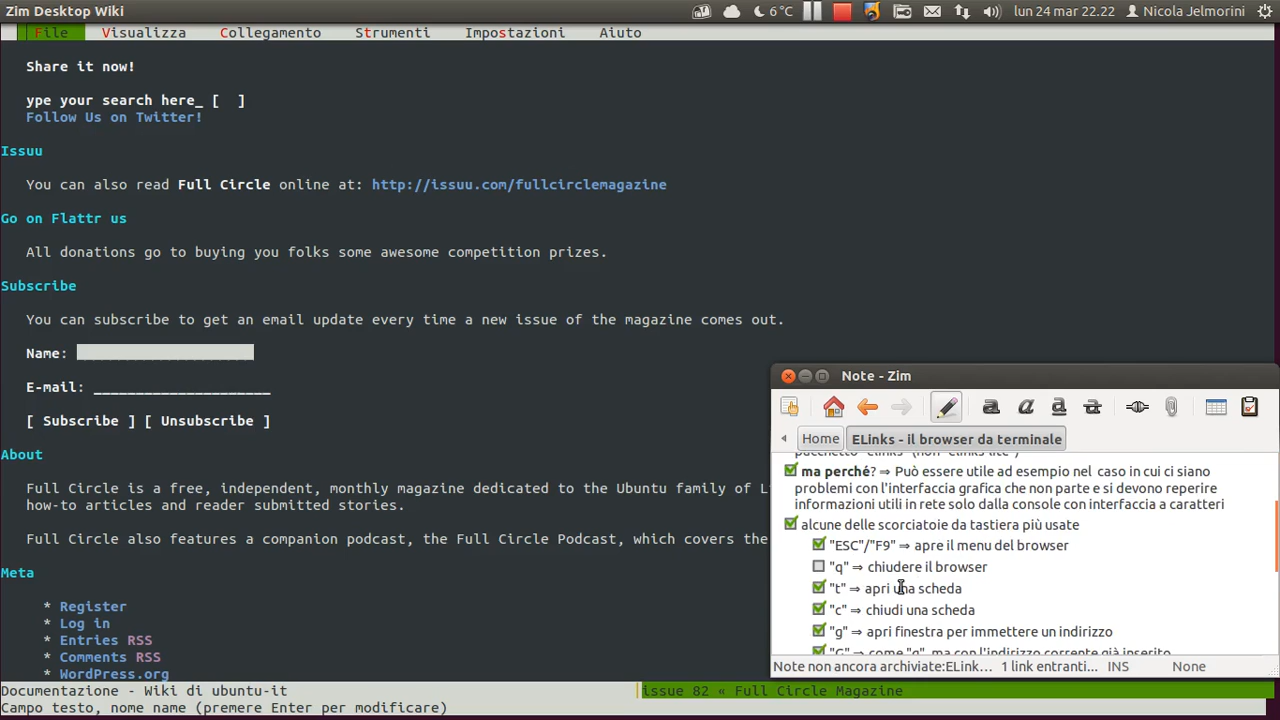 Zim Desktop Wiki
6°C
lun 24 mar 22.22
Nicola Jelmorini
File Visualizza Collegamento Strumenti Impostazioni Aiuto
Share it now!
ype your search here_ [ ]
Follow Us on Twitter!
Issuu
You can also read Full Circle online at: http://issuu.com/fullcirclemagazine
Go on Flattr us
All donations go to buying you folks some awesome competition prizes.
Subscribe
You can subscribe to get an email update every time a new issue of the magazine comes out.
Name:
E-mail: _____________________
[ Subscribe ] [ Unsubscribe ]
About
Full Circle is a free, independent, monthly magazine dedicated to the Ubuntu family of
how-to articles and reader submitted stories.
Full Circle also features a companion podcast, the Full Circle Podcast, which covers the
Meta
* Register
* Log in
* Entries RSS
* Comments RSS
* WordPress.org
Documentazione - Wiki di ubuntu-it
issue 82 « Full Circle Magazine
Campo testo, nome name (premere Enter per modificare)
Note - Zim
Home
ELinks - il browser da terminale
ma perché? ⇒ Può essere utile ad esempio nel caso in cui ci siano
problemi con l'interfaccia grafica che non parte e si devono reperire
informazioni utili in rete solo dalla console con interfaccia a caratteri
alcune delle scorciatoie da tastiera più usate
"ESC"/"F9" ⇒ apre il menu del browser
"q" ⇒ chiudere il browser
"t" ⇒ apri una scheda
"c" ⇒ chiudi una scheda
"g" ⇒ apri finestra per immettere un indirizzo
"G" ⇒ come "g", ma con l'indirizzo corrente già inserito
Note non ancora archiviate:ELink...
1 link entranti...
INS
None